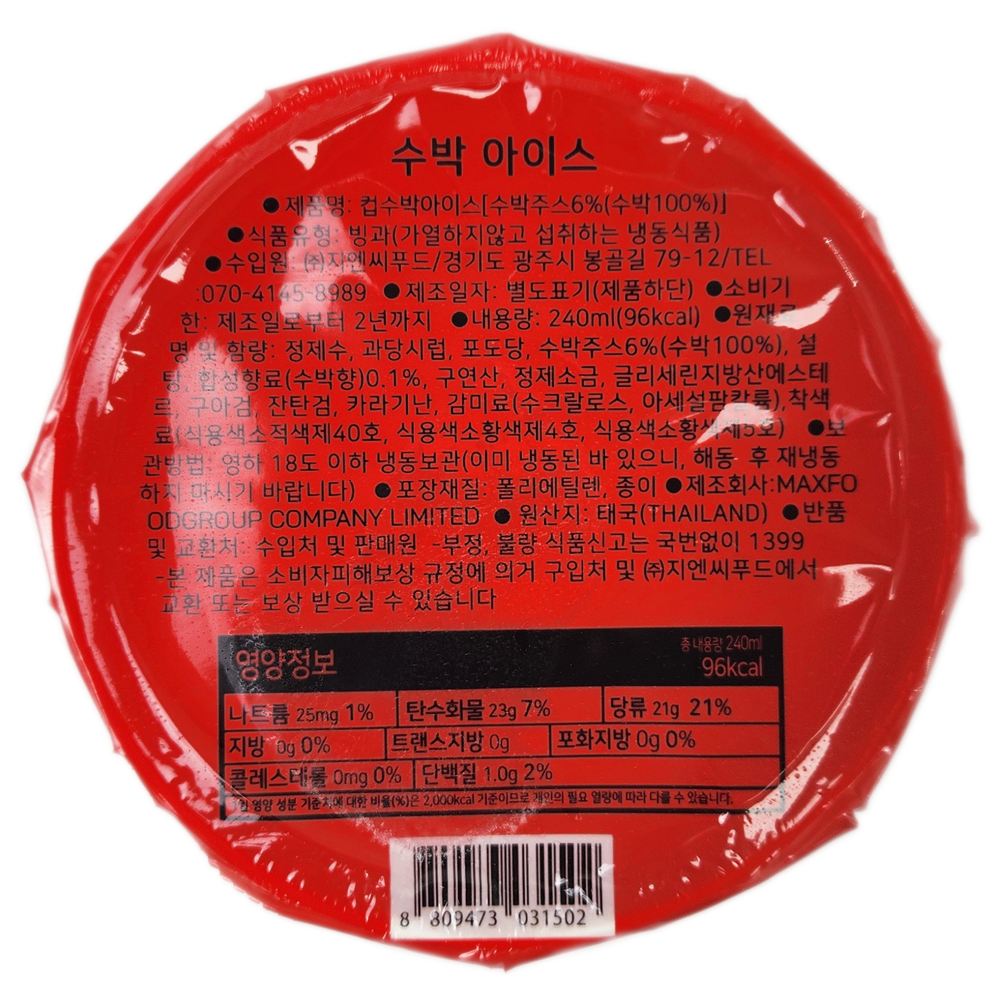 수박 아이스
● 제품명: 컵수박아이스[수박주스6%(수박100%)]
●식품유형: 빙과(가열하지않고 섭취하는 냉동식품)
●수입원: ㈜지엔씨푸드/경기도 광주시 봉골길 79-12/TEL
:070-4145-8989 ●제조일자: 별도표기(제품하단) ●소비기
한: 제조일로부터 2년까지 ●내용량: 240ml(96kcal) ●원재료
명 및 함량: 정제수, 과당시럽, 포도당, 수박주스6%(수박100%), 설
탕, 합성향료(수박향)0.1%, 구연산, 정제소금, 글리세린지방산에스테
르, 구아검, 잔탄검, 카라기난, 감미료(수크랄로스, 아세설팜칼륨),착색
료(식용색소적색제40호, 식용색소황색제4호, 식용색소황색제5호) ●보
관방법: 영하 18도 이하 냉동보관(이미 냉동된 바 있으니, 해동 후 재냉동
하지 마시기 바랍니다) ●포장재질: 폴리에틸렌, 종이 ●제조회사:MAXFO
ODGROUP COMPANY LIMITED ● 원산지: 태국(THAILAND) ●반품
및 교환처: 수입처 및 판매원 -부정, 불량 식품신고는 국번없이 1399
-본 제품은 소비자피해보상 규정에 의거 구입처 및 ㈜지엔씨푸드에서
교환 또는 보상 받으실 수 있습니다
영양정보 총 내용량 240ml
96kcal
나트륨 25mg 1% 탄수화물 23g 7% 당류 21g 21%
지방 0g 0% 트랜스지방 0g 포화지방 0g 0%
콜레스테롤 0mg 0% 단백질 1.0g 2%
1일 영양 성분 기준치에 대한 비율(%)은 2,000kcal 기준이므로 개인의 필요 열량에 따라 다를 수 있습니다.
8 809473 031502